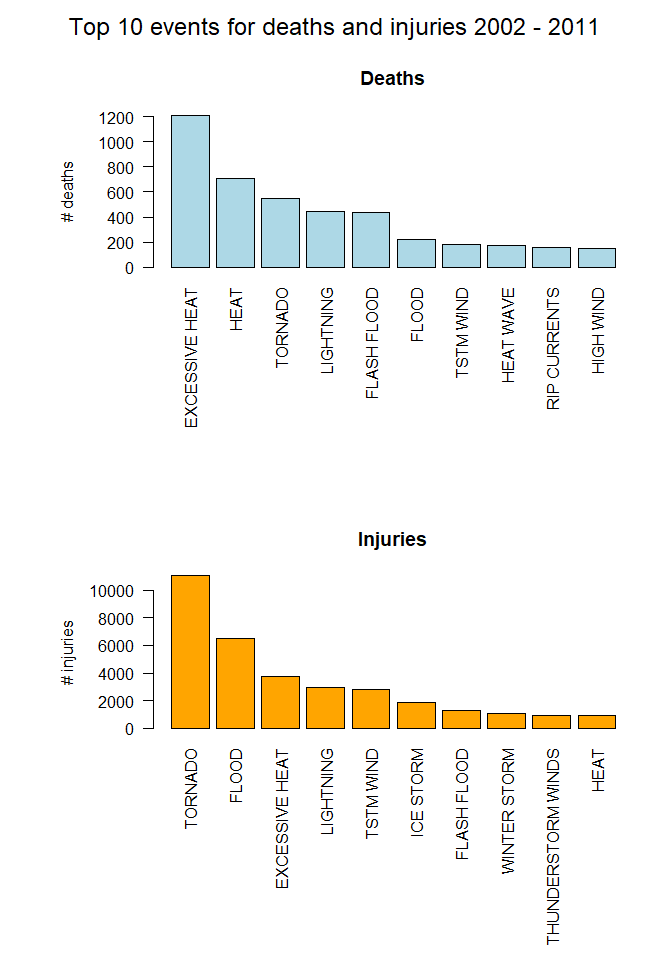 Top 10 events for deaths and injuries 2002 - 2011
Deaths
# deaths
1200
1000
800
600
400
200
0
EXCESSIVE HEAT
HEAT
TORNADO
LIGHTNING
FLASH FLOOD
FLOOD
TSTM WIND
HEAT WAVE
RIP CURRENTS
HIGH WIND
Injuries
# injuries
10000
8000
6000
4000
2000
0
TORNADO
FLOOD
EXCESSIVE HEAT
LIGHTNING
TSTM WIND
ICE STORM
FLASH FLOOD
WINTER STORM
THUNDERSTORM WINDS
HEAT